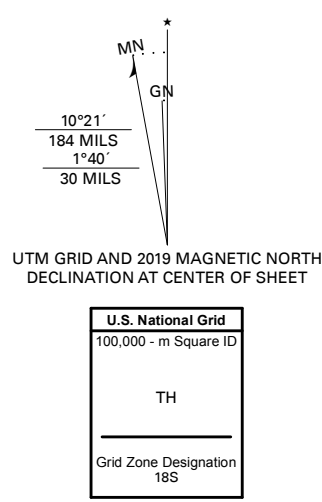 ★
MN
GN
10°21´
184 MILS
1°40´
30 MILS
UTM GRID AND 2019 MAGNETIC NORTH
DECLINATION AT CENTER OF SHEET
U.S. National Grid
100,000 - m Square ID
TH
Grid Zone Designation
18S